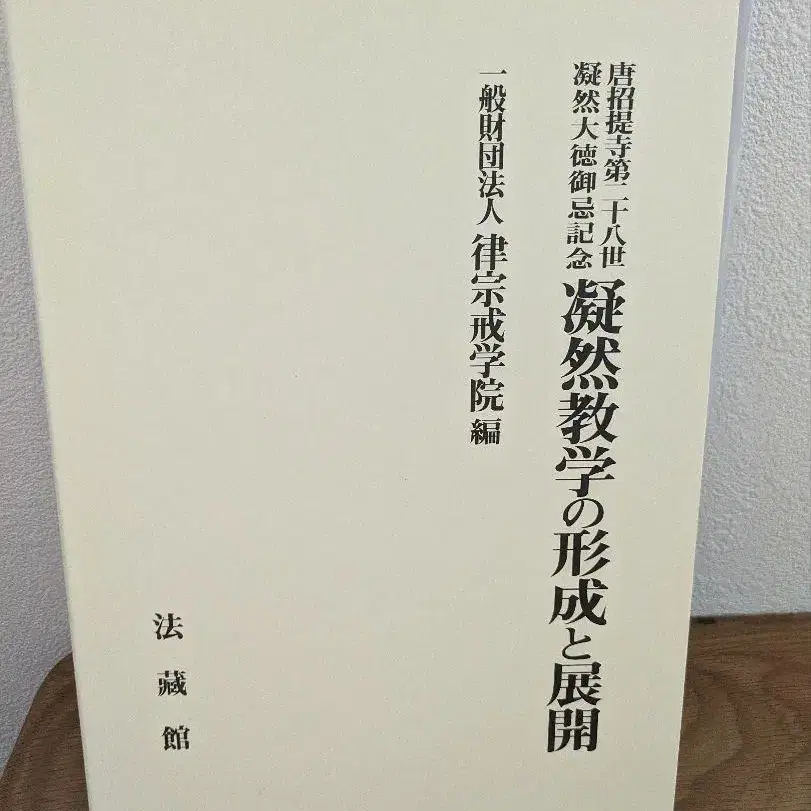 唐招提寺第二十八世
凝然大徳御忌記念
凝然教学の形成と展開
一般財団法人 律宗戒学院 編
法藏館